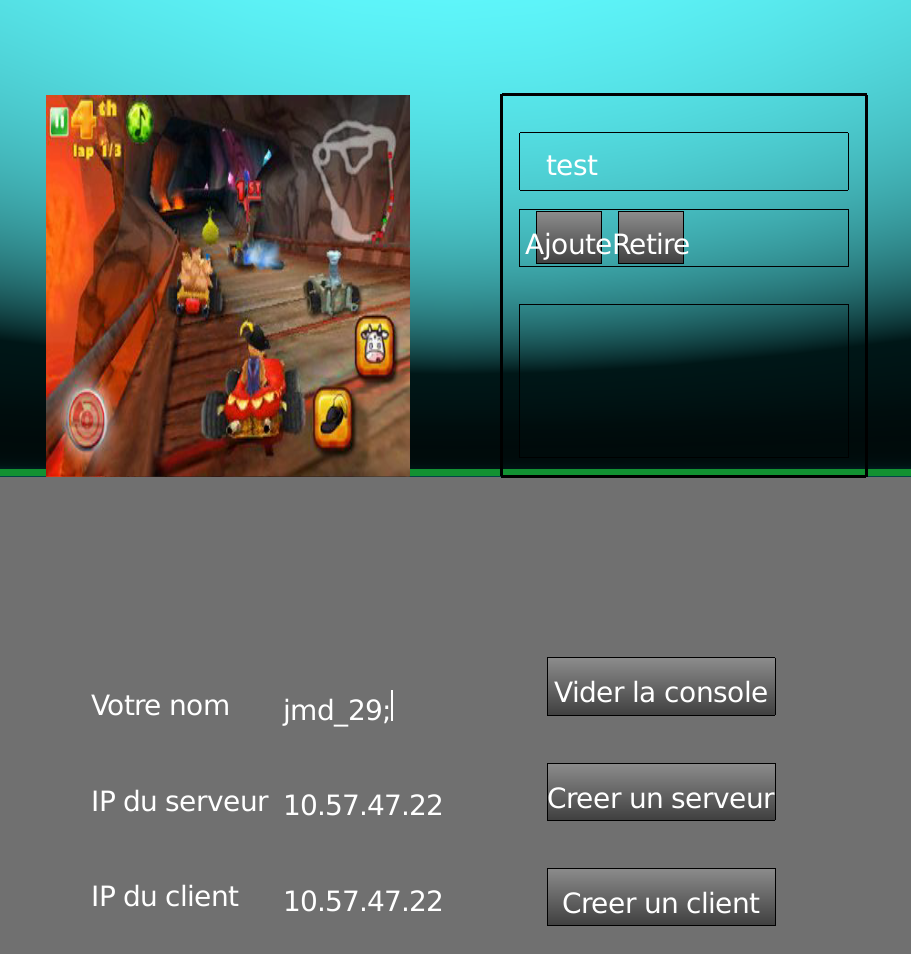 4th
lap 1/3
1ST
test
Ajoute Retire
Votre nom jmd_29;
Vider la console
IP du serveur 10.57.47.22
Creer un serveur
IP du client 10.57.47.22
Creer un client